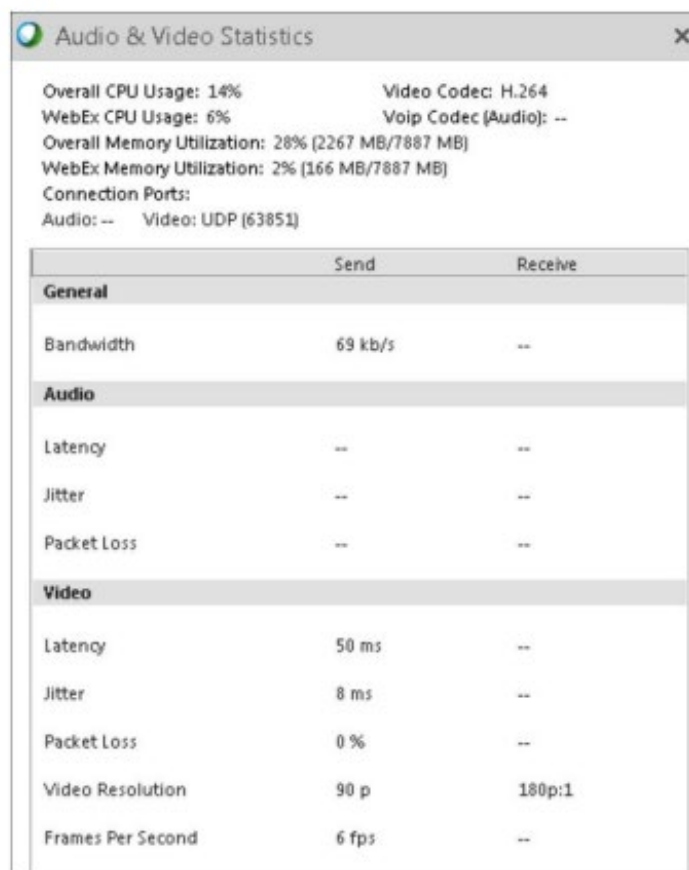 Audio & Video Statistics ×
Overall CPU Usage: 14% Video Codec: H.264
WebEx CPU Usage: 6% Voip Codec (Audio): --
Overall Memory Utilization: 28% (2267 MB/7887 MB)
WebEx Memory Utilization: 2% (166 MB/7887 MB)
Connection Ports:
Audio: -- Video: UDP (63851)
Send Receive
General
Bandwidth 69 kb/s --
Audio
Latency -- --
Jitter -- --
Packet Loss -- --
Video
Latency 50 ms --
Jitter 8 ms --
Packet Loss 0 % --
Video Resolution 90 p 180p:1
Frames Per Second 6 fps --